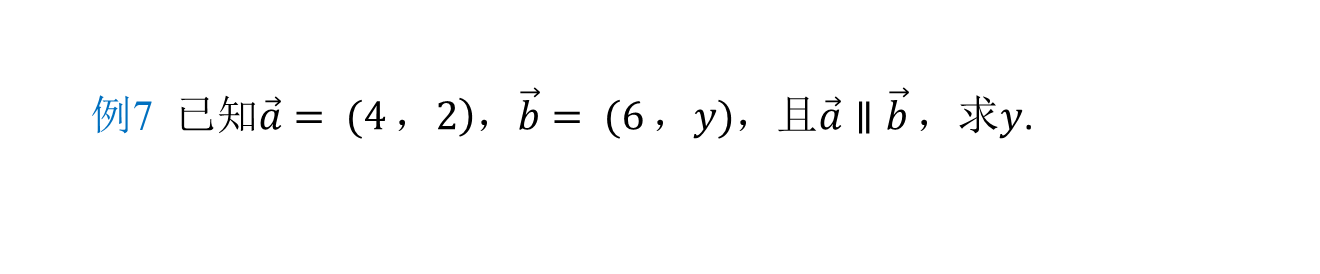 例7 已知a⃗ = (4，2)，b⃗ = (6，y)，且a⃗ ∥ b⃗，求y.